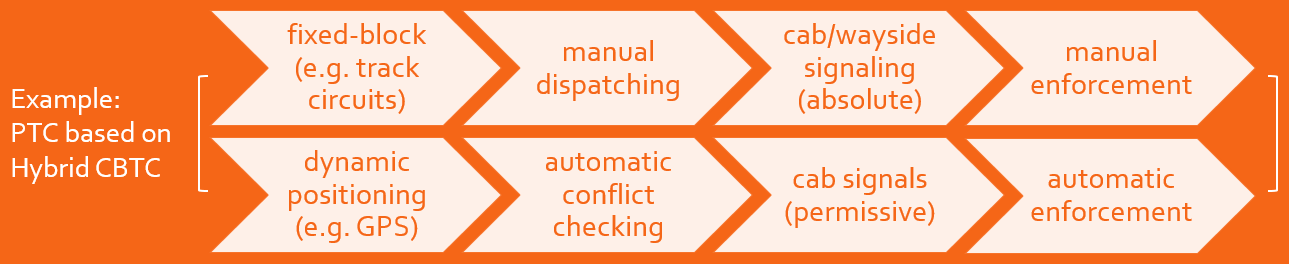 Example:
PTC based on
Hybrid CBTC
fixed-block
(e.g. track
circuits)
manual
dispatching
cab/wayside
signaling
(absolute)
manual
enforcement
dynamic
positioning
(e.g. GPS)
automatic
conflict
checking
cab signals
(permissive)
automatic
enforcement